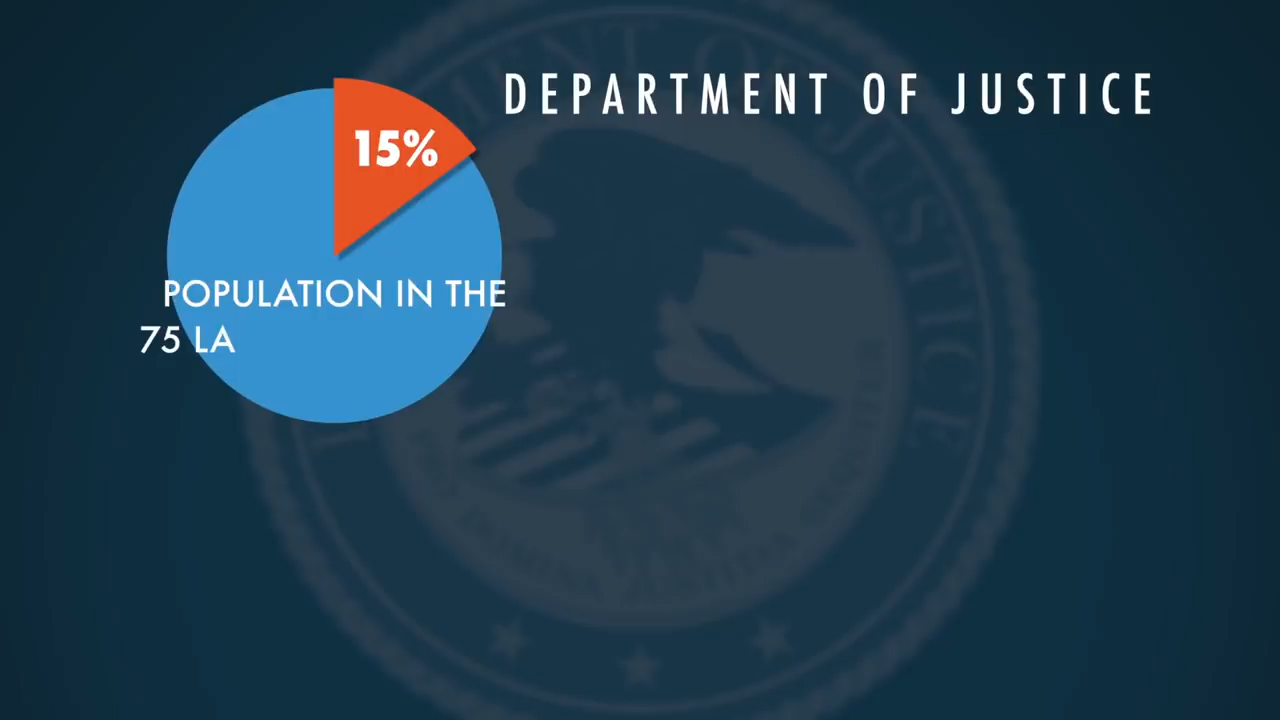 DEPARTMENT OF JUSTICE
15%
POPULATION IN THE
75 LA